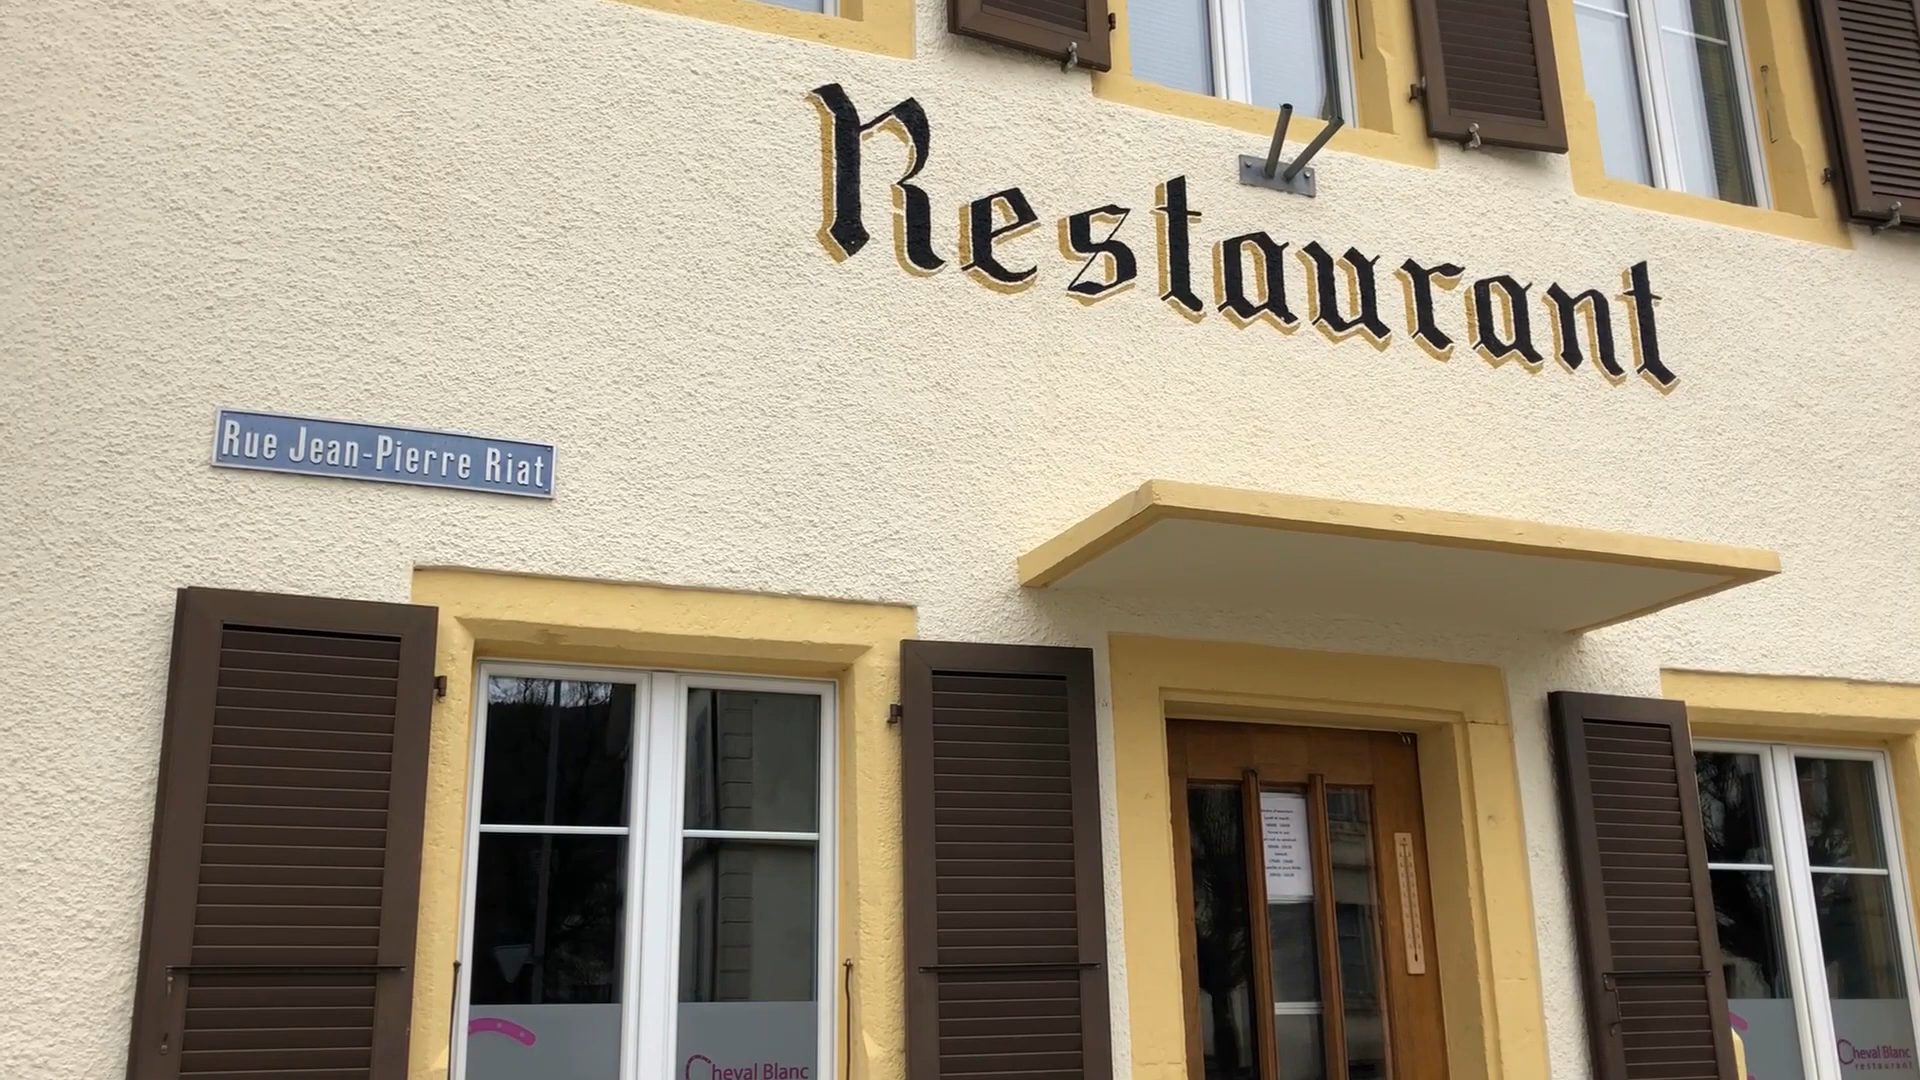 Restaurant
Rue Jean-Pierre Riat
Cheval Blanc
Cheval Blanc
restaurant